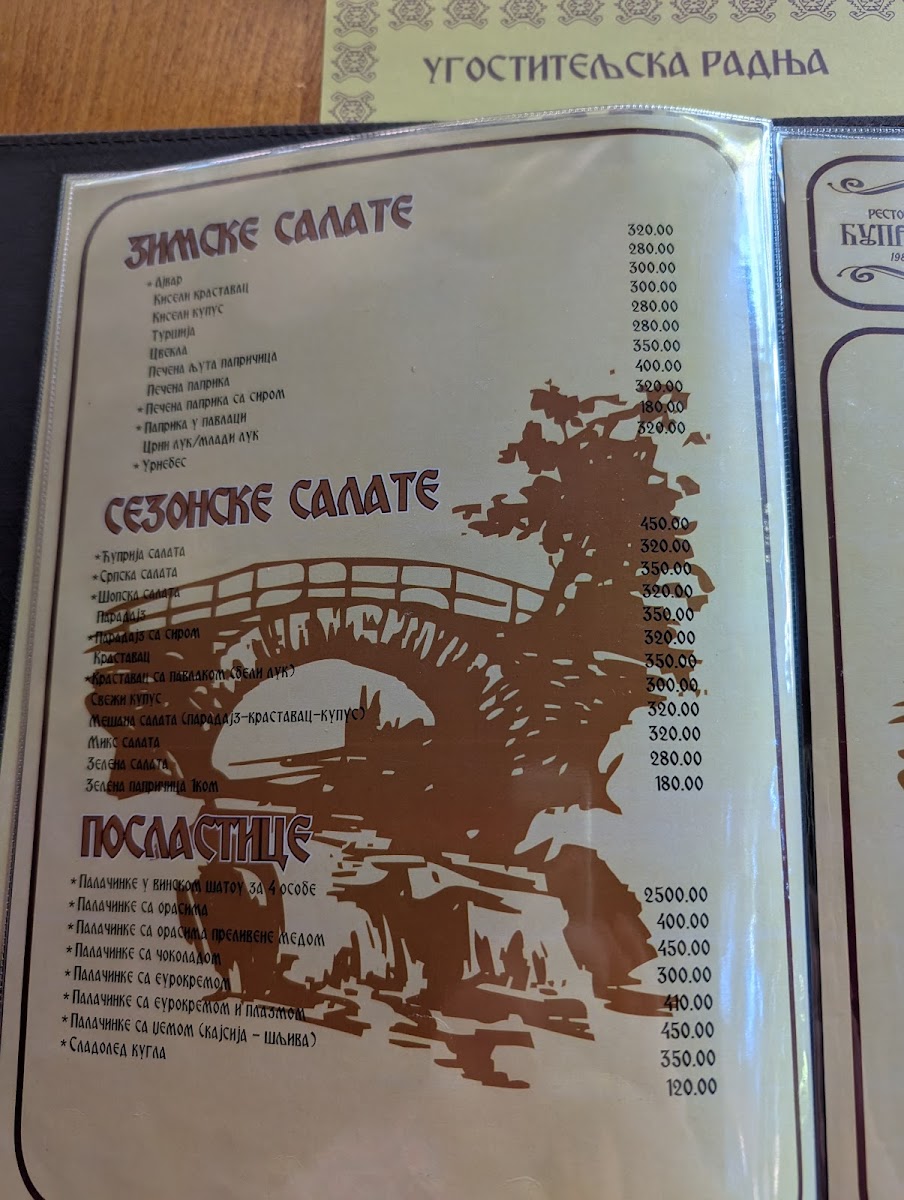 УГОСТИТЕЉСКА РАДЊА
ЗИМСКЕ САЛАТЕ
* Ајвар 320.00
Кисели краставац 280.00
Кисели купус 300.00
Туршија 300.00
Цвекла 280.00
Печена љута папричица 280.00
Печена паприка 350.00
* Печена паприка са сиром 400.00
* Паприка у павлаци 320.00
Црни лук/млади лук 180.00
* Урнебес 320.00
СЕЗОНСКЕ САЛАТЕ
* Ћуприја салата 450.00
* Српска салата 320.00
* Шопска салата 350.00
Парадајз 320.00
* Парадајз са сиром 350.00
Краставац 320.00
* Краставац са павлаком (бели лук) 350.00
Свежи купус 300.00
Мешана салата (парадајз-краставац-купус) 320.00
Микс салата 320.00
Зелена салата 280.00
Зелена папричица 1ком 180.00
ПОСЛАСТИЦЕ
* Палачинке у винском шатоу за 4 особе 2500.00
* Палачинке са орасима 400.00
* Палачинке са орасима преливене медом 450.00
* Палачинке са чоколадом 300.00
* Палачинке са еурокремом 410.00
* Палачинке са еурокремом и плазмом 450.00
* Палачинке са џемом (кајсија - шљива) 350.00
* Сладолед кугла 120.00